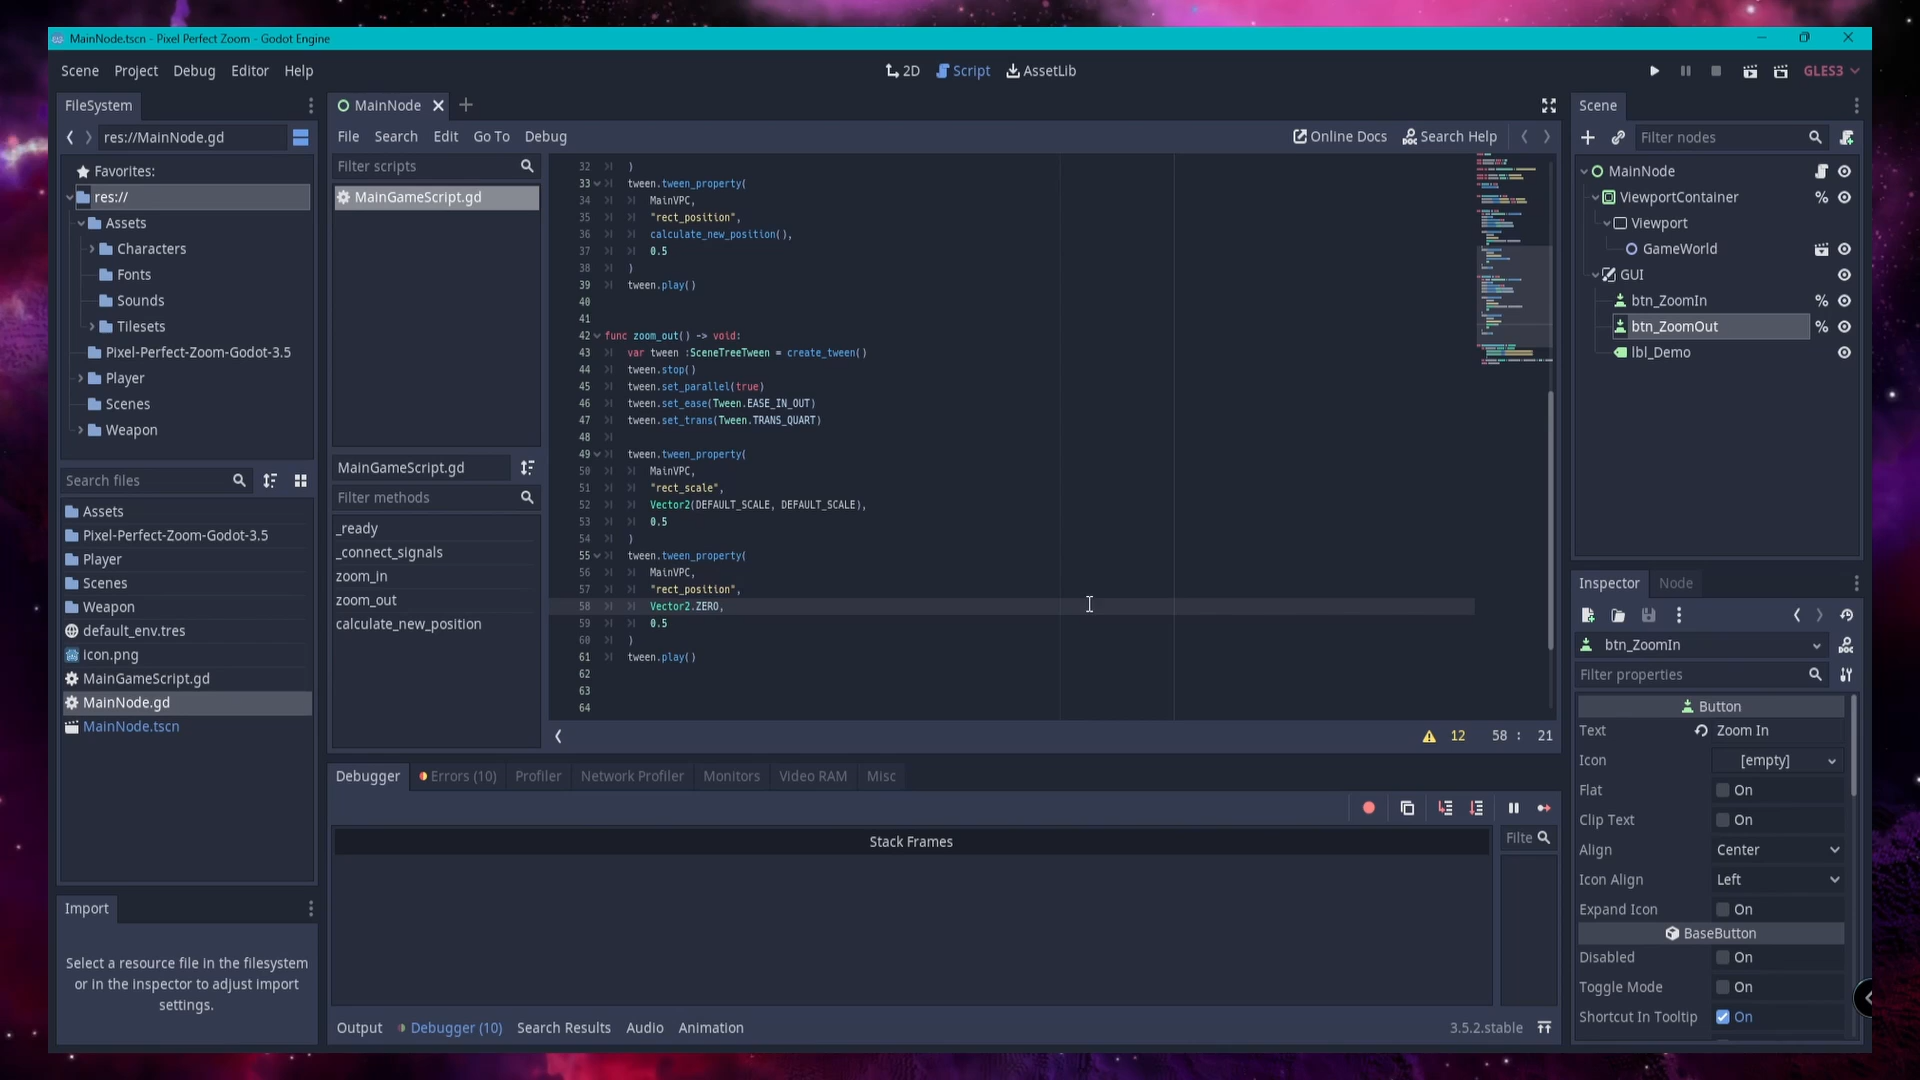 MainNode.tscn - Pixel Perfect Zoom - Godot Engine
Scene Project Debug Editor Help
2D Script AssetLib
GLES3
FileSystem
res://MainNode.gd
Favorites:
res://
Assets
Characters
Fonts
Sounds
Tilesets
Pixel-Perfect-Zoom-Godot-3.5
Player
Scenes
Weapon
Search files
Assets
Pixel-Perfect-Zoom-Godot-3.5
Player
Scenes
Weapon
default_env.tres
icon.png
MainGameScript.gd
MainNode.gd
MainNode.tscn
Import
Select a resource file in the filesystem
or in the inspector to adjust import
settings.
MainNode
File Search Edit Go To Debug
Online Docs Search Help
Filter scripts
MainGameScript.gd
MainGameScript.gd
Filter methods
_ready
_connect_signals
zoom_in
zoom_out
calculate_new_position
32 )
33 tween.tween_property(
34 MainVPC,
35 "rect_position",
36 calculate_new_position(),
37 0.5
38 )
39 tween.play()
40
41
42 func zoom_out() -> void:
43 var tween :SceneTreeTween = create_tween()
44 tween.stop()
45 tween.set_parallel(true)
46 tween.set_ease(Tween.EASE_IN_OUT)
47 tween.set_trans(Tween.TRANS_QUART)
48
49 tween.tween_property(
50 MainVPC,
51 "rect_scale",
52 Vector2(DEFAULT_SCALE, DEFAULT_SCALE),
53 0.5
54 )
55 tween.tween_property(
56 MainVPC,
57 "rect_position",
58 Vector2.ZERO,
59 0.5
60 )
61 tween.play()
62
63
64
12 58 : 21
Debugger Errors (10) Profiler Network Profiler Monitors Video RAM Misc
Stack Frames
Filte
Output Debugger (10) Search Results Audio Animation
3.5.2.stable
Scene
Filter nodes
MainNode
ViewportContainer %
Viewport
GameWorld
GUI
btn_ZoomIn %
btn_ZoomOut %
lbl_Demo
Inspector Node
btn_ZoomIn
Filter properties
Button
Text Zoom In
Icon [empty]
Flat On
Clip Text On
Align Center
Icon Align Left
Expand Icon On
BaseButton
Disabled On
Toggle Mode On
Shortcut In Tooltip On